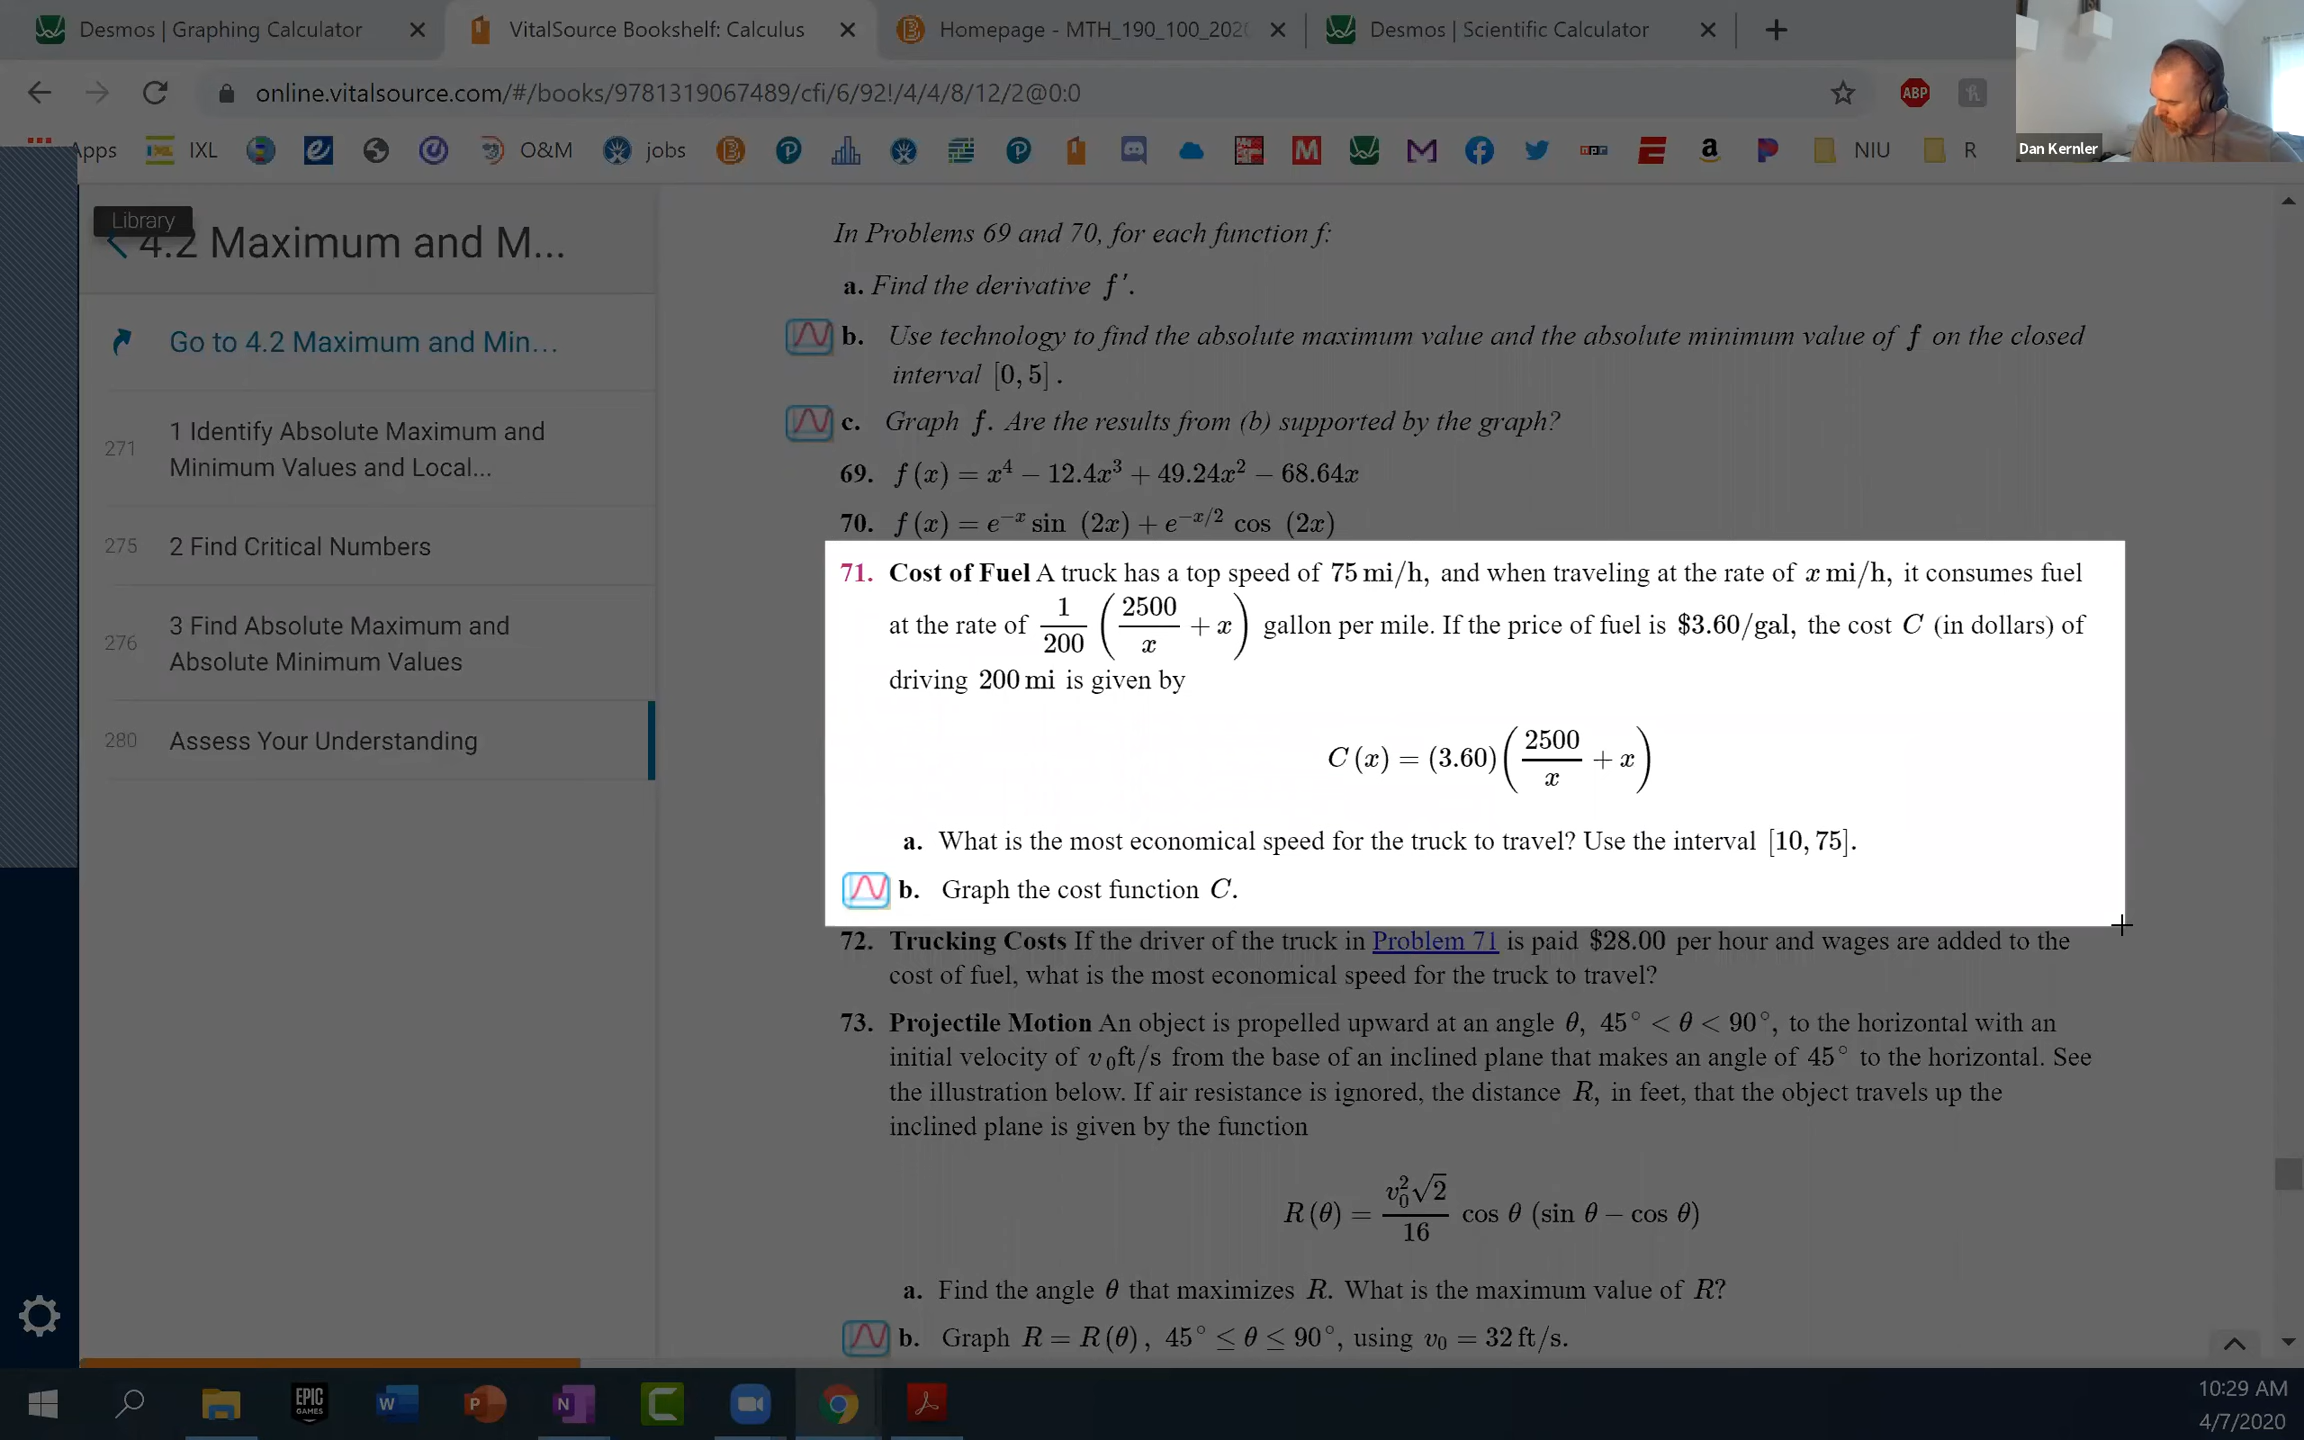 Desmos | Graphing Calculator
VitalSource Bookshelf: Calculus
Homepage - MTH_190_100_202
Desmos | Scientific Calculator
online.vitalsource.com/#/books/9781319067489/cfi/6/92!/4/4/8/12/2@0:0
ABP
h
Dan Kernler
Apps
IXL
O&M
jobs
M
npr
NIU
R
Library
4.2 Maximum and M...
Go to 4.2 Maximum and Min...
271 1 Identify Absolute Maximum and
Minimum Values and Local...
275 2 Find Critical Numbers
276 3 Find Absolute Maximum and
Absolute Minimum Values
280 Assess Your Understanding
In Problems 69 and 70, for each function f:
a. Find the derivative f′.
b. Use technology to find the absolute maximum value and the absolute minimum value of f on the closed
interval [0, 5] .
c. Graph f. Are the results from (b) supported by the graph?
69. f (x) = x⁴ − 12.4x³ + 49.24x² − 68.64x
70. f (x) = e^{−x} sin (2x) + e^{−x/2} cos (2x)
71. Cost of Fuel A truck has a top speed of 75 mi/h, and when traveling at the rate of x mi/h, it consumes fuel
at the rate of 1/200 (2500/x + x) gallon per mile. If the price of fuel is $3.60/gal, the cost C (in dollars) of
driving 200 mi is given by
C (x) = (3.60)(2500/x + x)
a. What is the most economical speed for the truck to travel? Use the interval [10, 75].
b. Graph the cost function C.
72. Trucking Costs If the driver of the truck in Problem 71 is paid $28.00 per hour and wages are added to the
cost of fuel, what is the most economical speed for the truck to travel?
73. Projectile Motion An object is propelled upward at an angle θ, 45° < θ < 90°, to the horizontal with an
initial velocity of v₀ft/s from the base of an inclined plane that makes an angle of 45° to the horizontal. See
the illustration below. If air resistance is ignored, the distance R, in feet, that the object travels up the
inclined plane is given by the function
R (θ) = v₀²√2/16 cos θ (sin θ − cos θ)
a. Find the angle θ that maximizes R. What is the maximum value of R?
b. Graph R = R (θ) , 45° ≤ θ ≤ 90°, using v₀ = 32 ft/s.
EPIC
GAMES
W
P
N
C
10:29 AM
4/7/2020